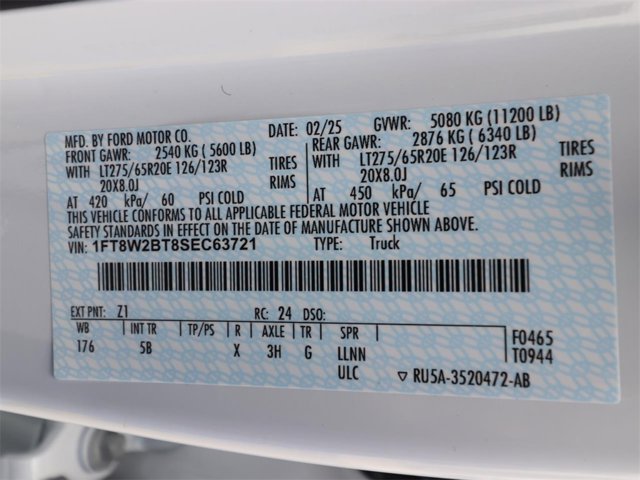 MFD. BY FORD MOTOR CO.
DATE: 02/25 GVWR: 5080 KG (11200 LB)
FRONT GAWR: 2540 KG ( 5600 LB) REAR GAWR: 2876 KG ( 6340 LB)
WITH LT275/65R20E 126/123R TIRES WITH LT275/65R20E 126/123R TIRES
20X8.0J RIMS 20X8.0J RIMS
AT 420 kPa/ 60 PSI COLD AT 450 kPa/ 65 PSI COLD
THIS VEHICLE CONFORMS TO ALL APPLICABLE FEDERAL MOTOR VEHICLE
SAFETY STANDARDS IN EFFECT ON THE DATE OF MANUFACTURE SHOWN ABOVE.
VIN: 1FT8W2BT8SEC63721 TYPE: Truck
EXT PNT: Z1 RC: 24 DSO:
WB INT TR TP/PS R AXLE TR SPR F0465
176 5B X 3H G LLNN T0944
ULC ▽ RU5A-3520472-AB